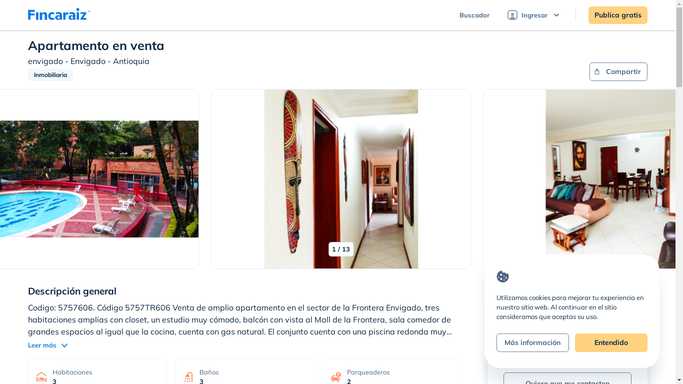 Fincaraiz
Buscador
Ingresar
Publica gratis
Apartamento en venta
envigado - Envigado - Antioquia
Inmobiliaria
Compartir
1 / 13
Descripción general
Codigo: 5757606. Código 5757TR606 Venta de amplio apartamento en el sector de la Frontera Envigado, tres
habitaciones amplías con closet, un estudio muy cómodo, balcón con vista al Mall de la Frontera, sala comedor de
grandes espacios al igual que la cocina, cuenta con gas natural. El conjunto cuenta con una piscina redonda muy...
Leer más
Habitaciones
3
Baños
3
Parqueaderos
2
Utilizamos cookies para mejorar tu experiencia en
nuestro sitio web. Al continuar en el sitio
consideramos que aceptas su uso.
Más información
Entendido
Quiero que me contacten